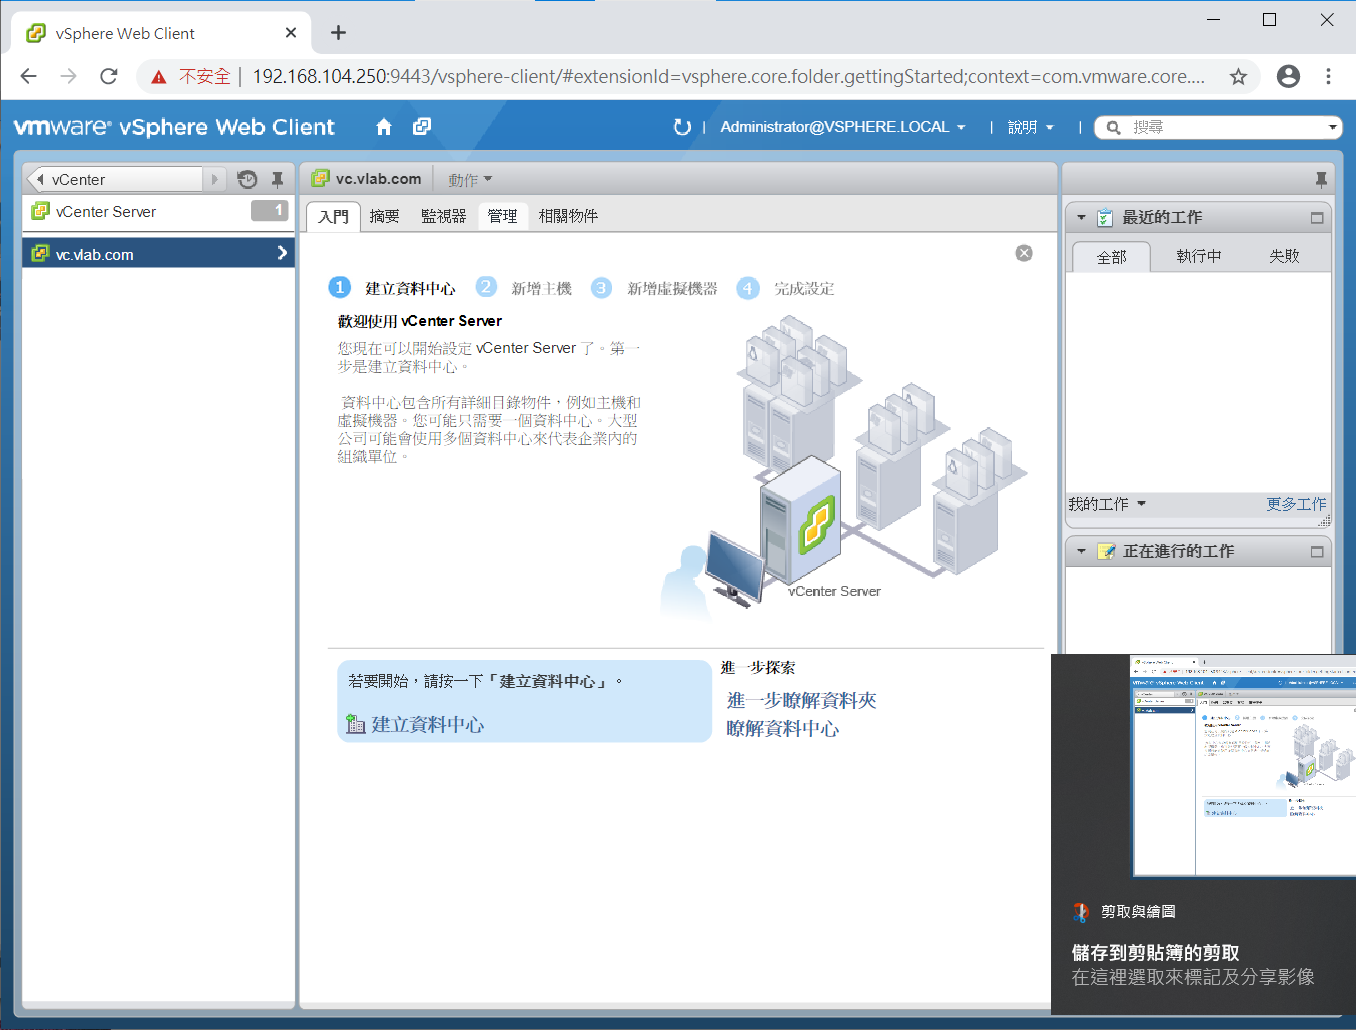 vSphere Web Client
不安全 192.168.104.250:9443/vsphere-client/#extensionId=vsphere.core.folder.gettingStarted;context=com.vmware.core....
vmware® vSphere Web Client
Administrator@VSPHERE.LOCAL
說明
搜尋
vCenter
vCenter Server 1
vc.vlab.com
vc.vlab.com 動作
入門 摘要 監視器 管理 相關物件
1 建立資料中心 2 新增主機 3 新增虛擬機器 4 完成設定
歡迎使用 vCenter Server
您現在可以開始設定 vCenter Server 了。第一
步是建立資料中心。
資料中心包含所有詳細目錄物件，例如主機和
虛擬機器。您可能只需要一個資料中心。大型
公司可能會使用多個資料中心來代表企業內的
組織單位。
vCenter Server
若要開始，請按一下「建立資料中心」。
建立資料中心
進一步探索
進一步瞭解資料夾
瞭解資料中心
最近的工作
全部 執行中 失敗
我的工作 更多工作
正在進行的工作
剪取與繪圖
儲存到剪貼簿的剪取
在這裡選取來標記及分享影像